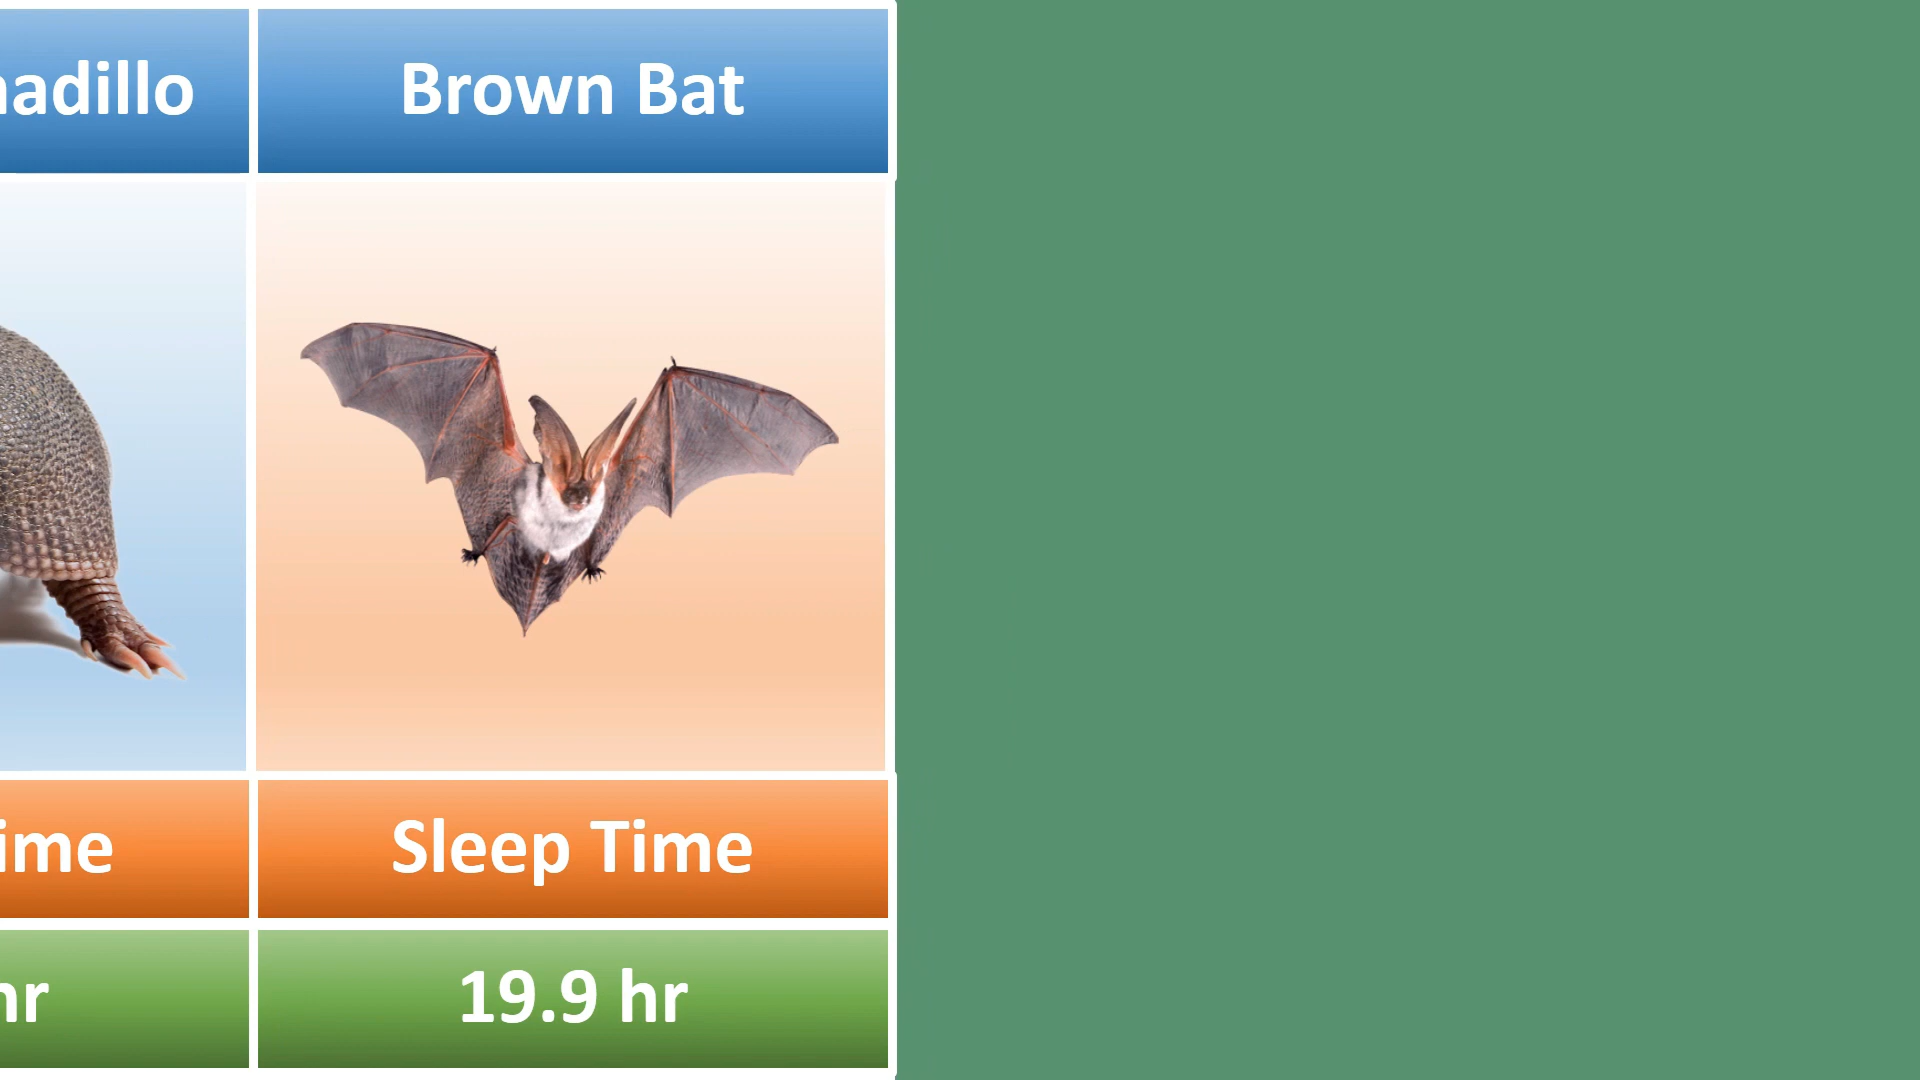 adillo
Brown Bat
ime
Sleep Time
hr
19.9 hr